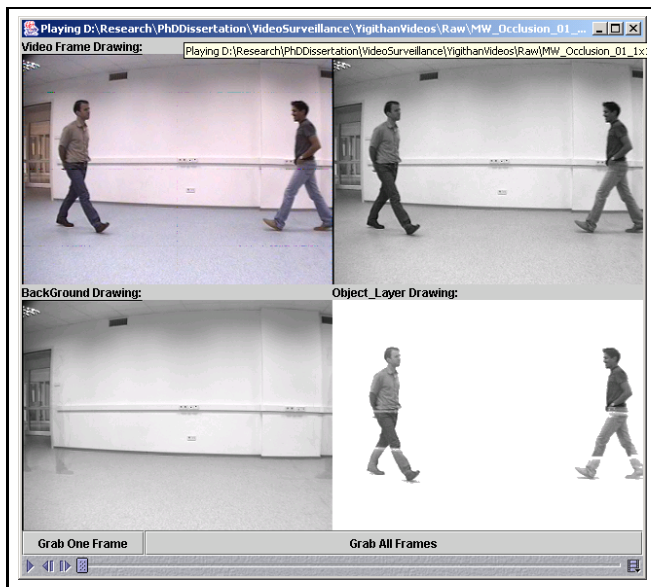 Playing D:\Research\PhDDissertation\VideoSurveillance\YigithanVideos\Raw\MW_Occlusion_01_...
Video Frame Drawing:
Playing D:\Research\PhDDissertation\VideoSurveillance\YigithanVideos\Raw\MW_Occlusion_01_1x1
BackGround Drawing:
Object_Layer Drawing:
Grab One Frame
Grab All Frames